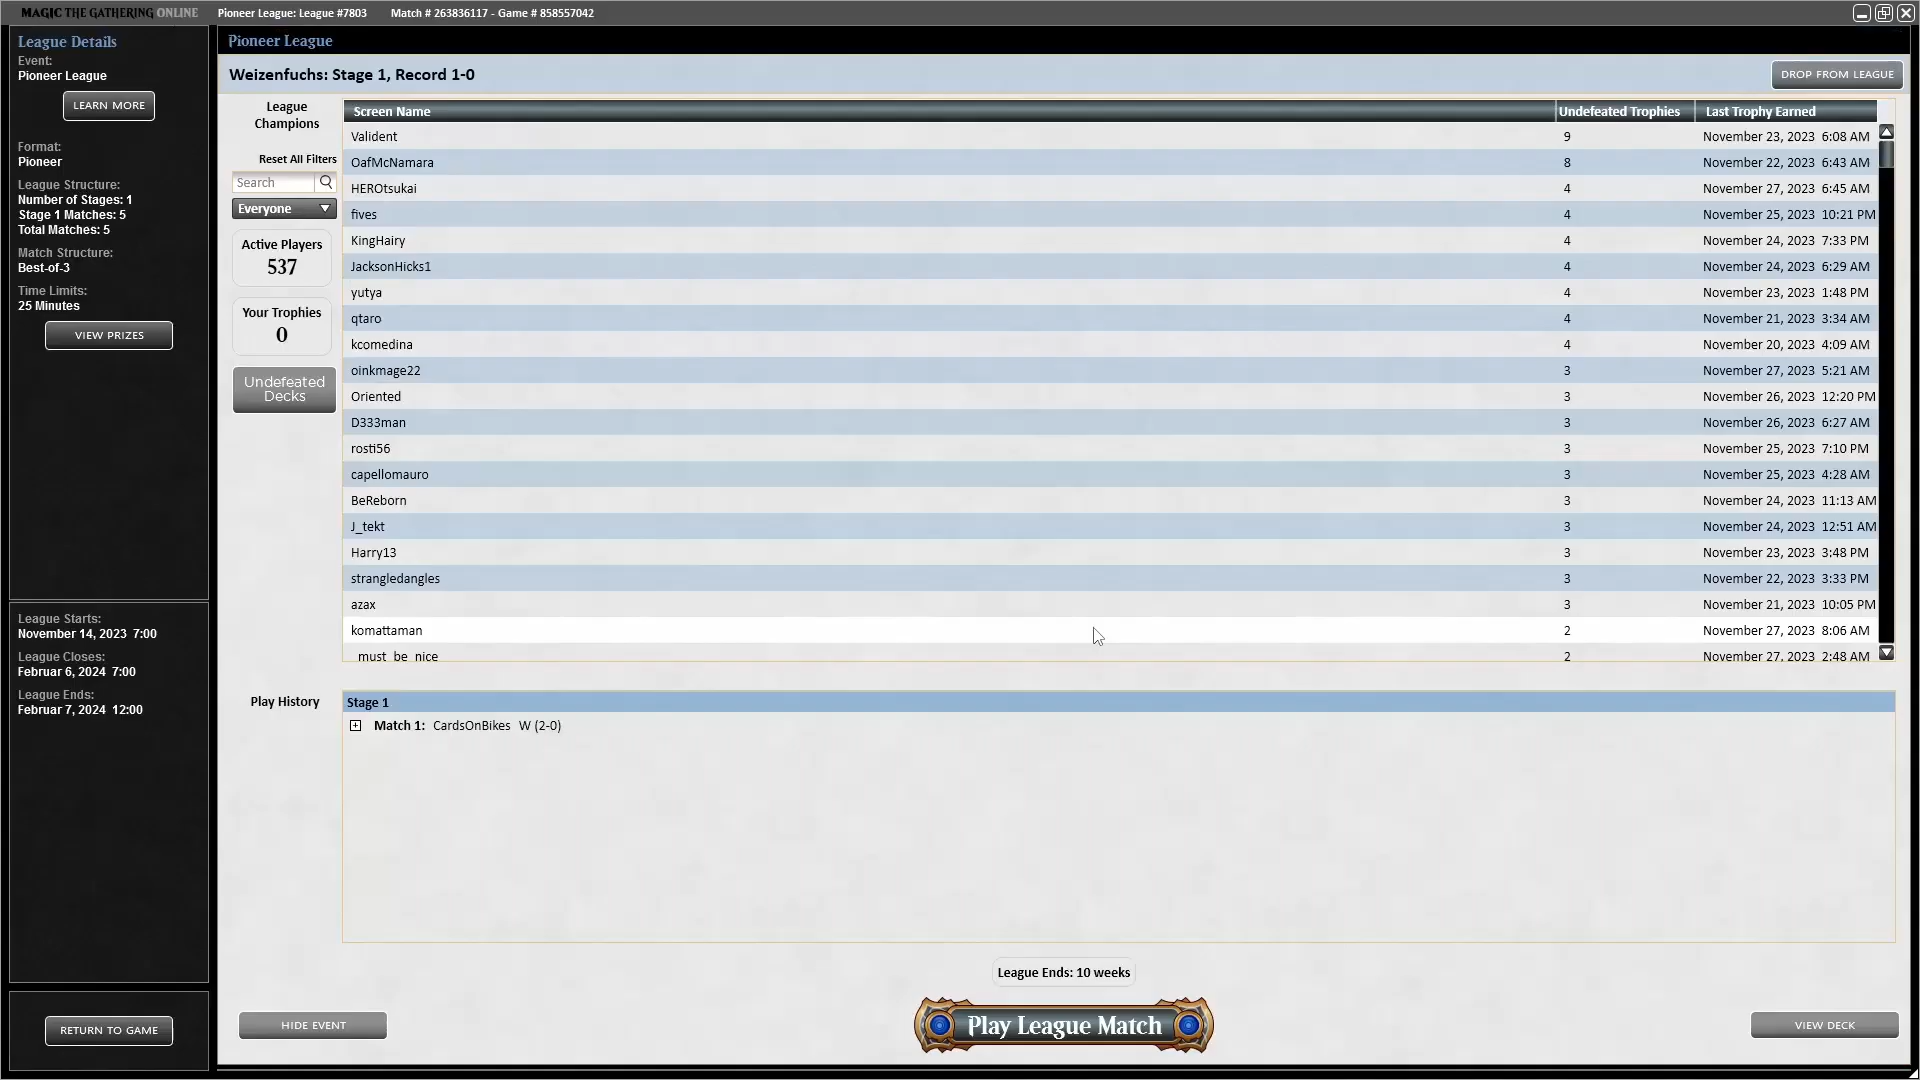 MAGIC THE GATHERING ONLINE Pioneer League: League #7803 Match # 263836117 - Game # 858557042
League Details
Event:
Pioneer League
LEARN MORE
Format:
Pioneer
League Structure:
Number of Stages: 1
Stage 1 Matches: 5
Total Matches: 5
Match Structure:
Best-of-3
Time Limits:
25 Minutes
VIEW PRIZES
League Starts:
November 14, 2023 7:00
League Closes:
Februar 6, 2024 7:00
League Ends:
Februar 7, 2024 12:00
RETURN TO GAME
Pioneer League
Weizenfuchs: Stage 1, Record 1-0
DROP FROM LEAGUE
League
Champions
Reset All Filters
Search
Everyone
Active Players
537
Your Trophies
0
Undefeated
Decks
Screen Name Undefeated Trophies Last Trophy Earned
Valident 9 November 23, 2023 6:08 AM
OafMcNamara 8 November 22, 2023 6:43 AM
HEROtsukai 4 November 27, 2023 6:45 AM
fives 4 November 25, 2023 10:21 PM
KingHairy 4 November 24, 2023 7:33 PM
JacksonHicks1 4 November 24, 2023 6:29 AM
yutya 4 November 23, 2023 1:48 PM
qtaro 4 November 21, 2023 3:34 AM
kcomedina 4 November 20, 2023 4:09 AM
oinkmage22 3 November 27, 2023 5:21 AM
Oriented 3 November 26, 2023 12:20 PM
D333man 3 November 26, 2023 6:27 AM
rosti56 3 November 25, 2023 7:10 PM
capellomauro 3 November 25, 2023 4:28 AM
BeReborn 3 November 24, 2023 11:13 AM
J_tekt 3 November 24, 2023 12:51 AM
Harry13 3 November 23, 2023 3:48 PM
strangledangles 3 November 22, 2023 3:33 PM
azax 3 November 21, 2023 10:05 PM
komattaman 2 November 27, 2023 8:06 AM
_must_be_nice_ 2 November 27, 2023 2:48 AM
Play History
Stage 1
Match 1: CardsOnBikes W (2-0)
League Ends: 10 weeks
HIDE EVENT
Play League Match
VIEW DECK